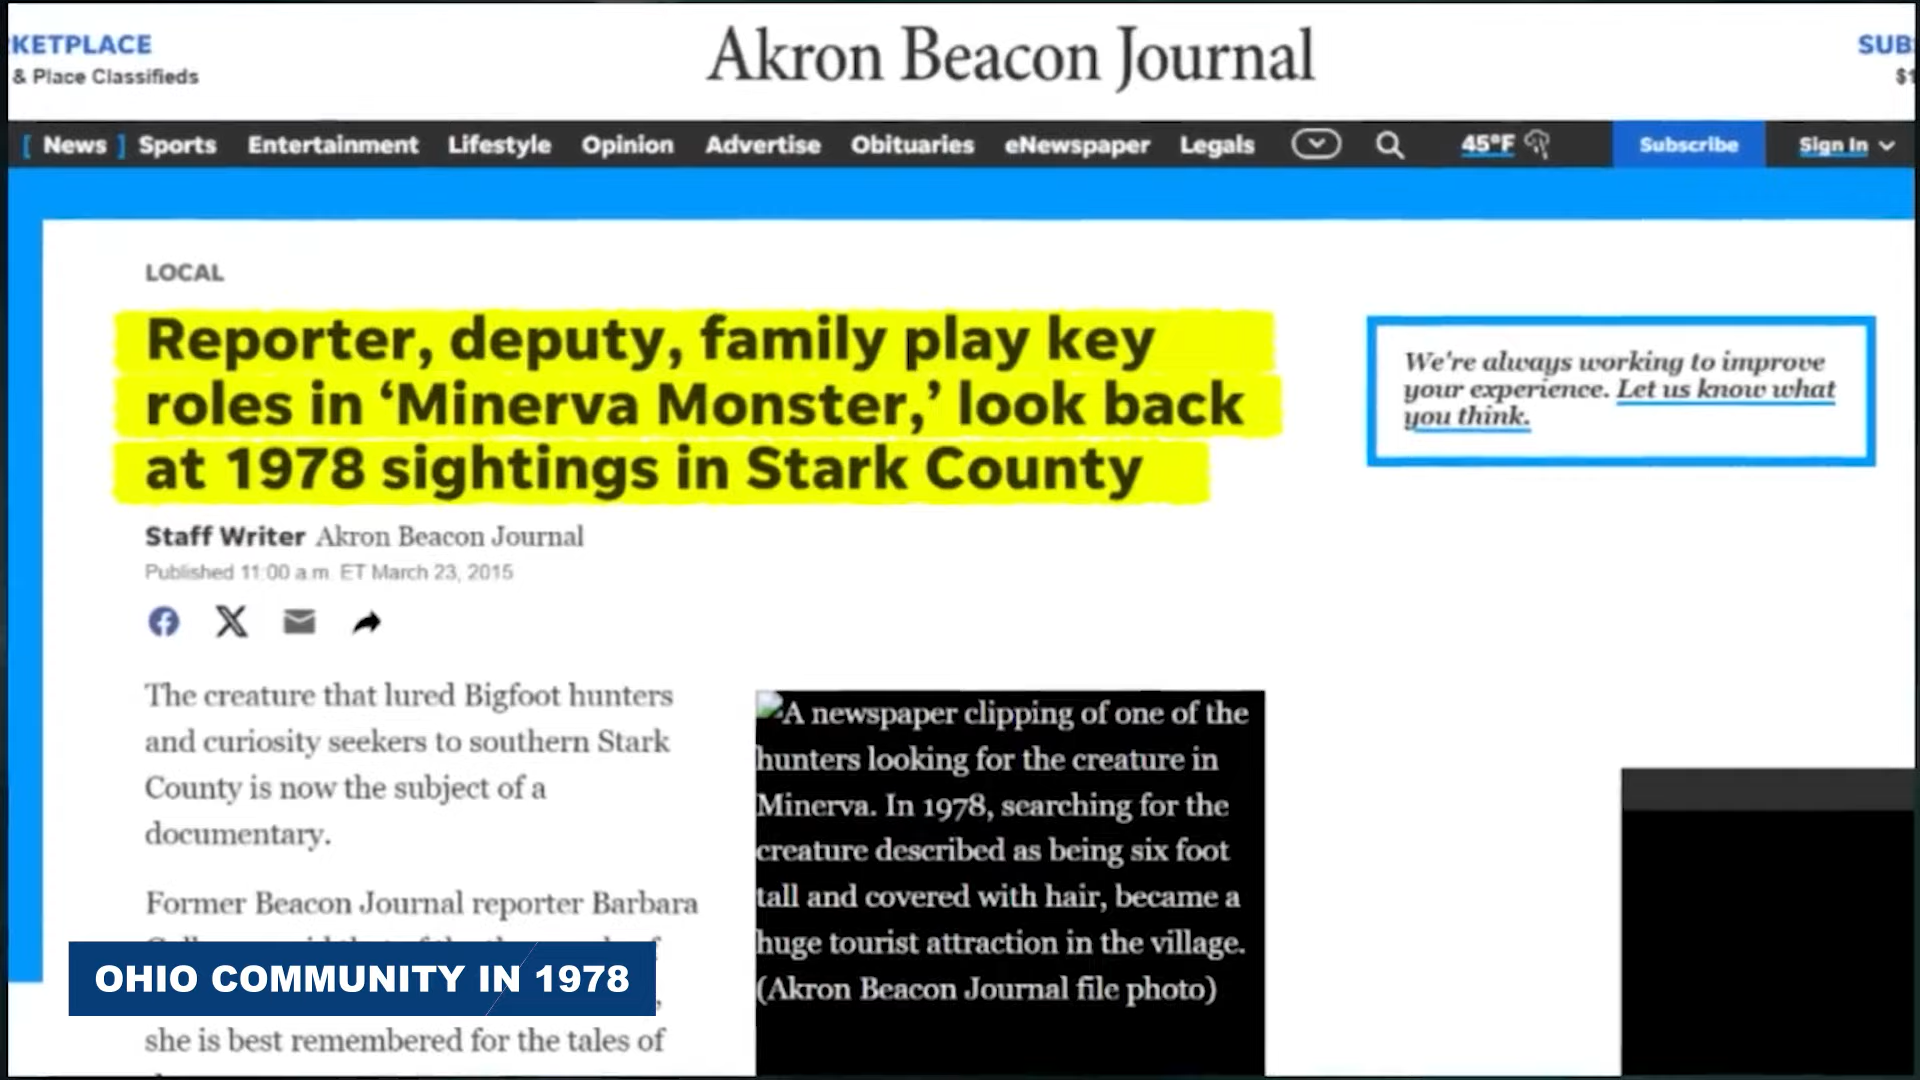 KETPLACE
& Place Classifieds
Akron Beacon Journal
SUB
$1
[ News ] Sports Entertainment Lifestyle Opinion Advertise Obituaries eNewspaper Legals 45°F Subscribe Sign In
LOCAL
Reporter, deputy, family play key
roles in ‘Minerva Monster,’ look back
at 1978 sightings in Stark County
We're always working to improve
your experience. Let us know what
you think.
Staff Writer Akron Beacon Journal
Published 11:00 a.m. ET March 23, 2015
The creature that lured Bigfoot hunters
and curiosity seekers to southern Stark
County is now the subject of a
documentary.
Former Beacon Journal reporter Barbara
she is best remembered for the tales of
A newspaper clipping of one of the
hunters looking for the creature in
Minerva. In 1978, searching for the
creature described as being six foot
tall and covered with hair, became a
huge tourist attraction in the village.
(Akron Beacon Journal file photo)
OHIO COMMUNITY IN 1978